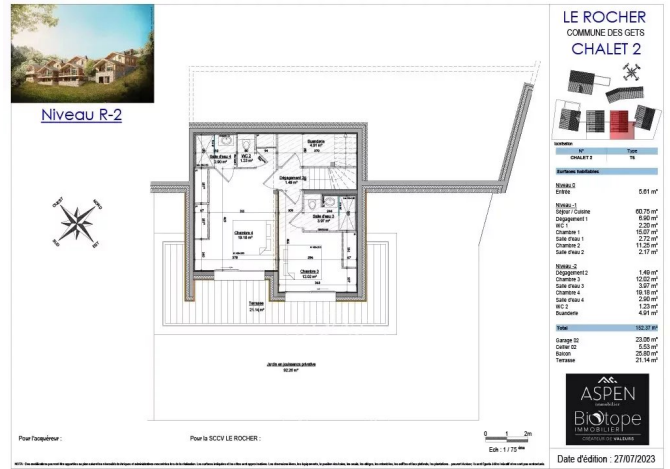 LE ROCHER
COMMUNE DES GETS
CHALET 2
Niveau R-2
Localisation
N° Type
CHALET 2 T5
Surfaces habitables
Niveau 0
Entrée 5.61 m²
Niveau -1
Séjour / Cuisine 60.75 m²
Dégagement 1 6.90 m²
WC 1 2.20 m²
Chambre 1 15.07 m²
Salle d'eau 1 2.72 m²
Chambre 2 11.25 m²
Salle d'eau 2 2.17 m²
Niveau -2
Dégagement 2 1.49 m²
Chambre 3 12.02 m²
Salle d'eau 3 3.97 m²
Chambre 4 19.18 m²
Salle d'eau 4 2.90 m²
WC 2 1.23 m²
Buanderie 4.91 m²
Total 152.37 m²
Garage 02 23.06 m²
Cellier 02 5.53 m²
Balcon 25.80 m²
Terrasse 21.14 m²
Salle d'eau 4
2.90 m²
WC 2
1.23 m²
Buanderie
4.91 m²
Dégagement 2
1.49 m²
Salle d'eau 3
3.97 m²
Chambre 4
19.18 m²
Chambre 3
12.02 m²
Terrasse
21.14 m²
Jardin en jouissance privative
OUEST
NORD
SUD
EST
Pour l'acquéreur :
Pour la SCCV LE ROCHER :
0 1 2m
Ech : 1 / 75 ème
ASPEN
immobilier
Biotope
IMMOBILIER
CRÉATEUR DE VALEURS
Date d'édition : 27/07/2023